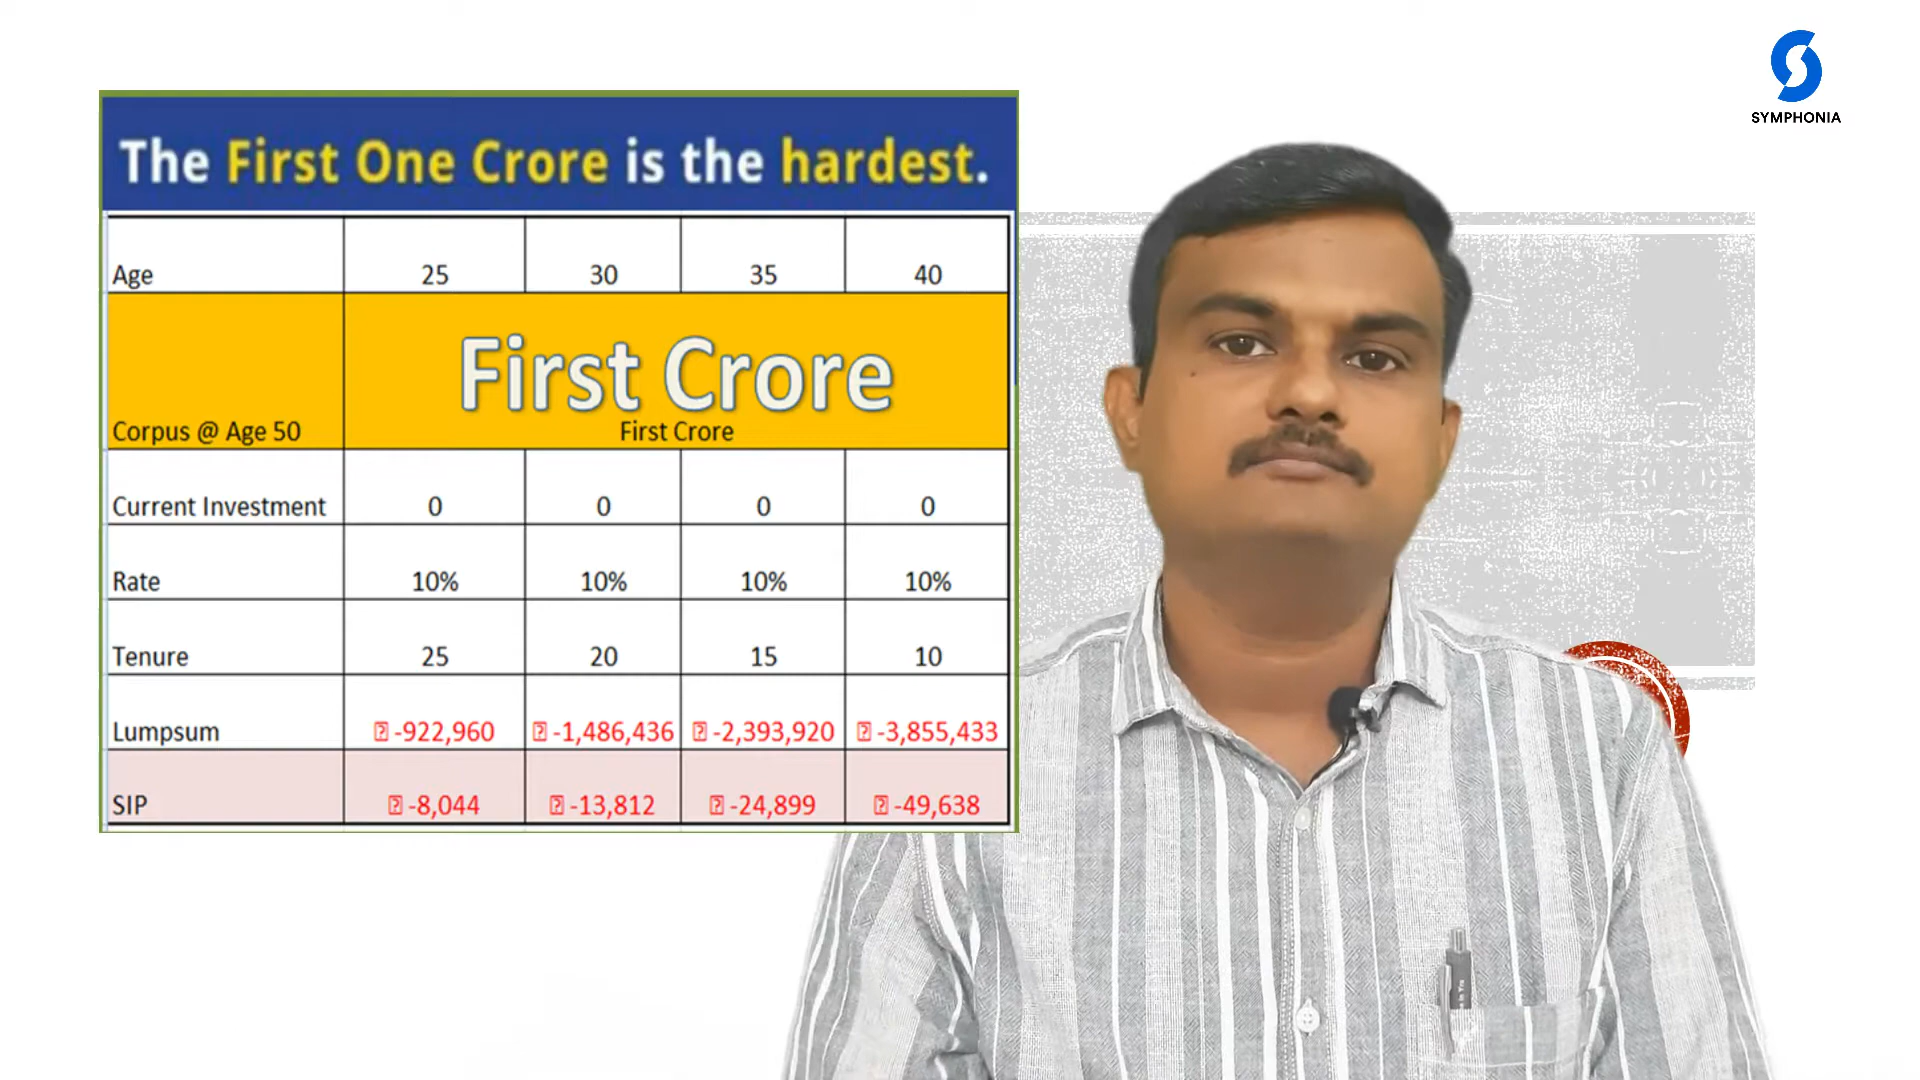 SYMPHONIA
The First One Crore is the hardest.
Age 25 30 35 40
First Crore
Corpus @ Age 50 First Crore
Current Investment 0 0 0 0
Rate 10% 10% 10% 10%
Tenure 25 20 15 10
Lumpsum -922,960 -1,486,436 -2,393,920 -3,855,433
SIP -8,044 -13,812 -24,899 -49,638